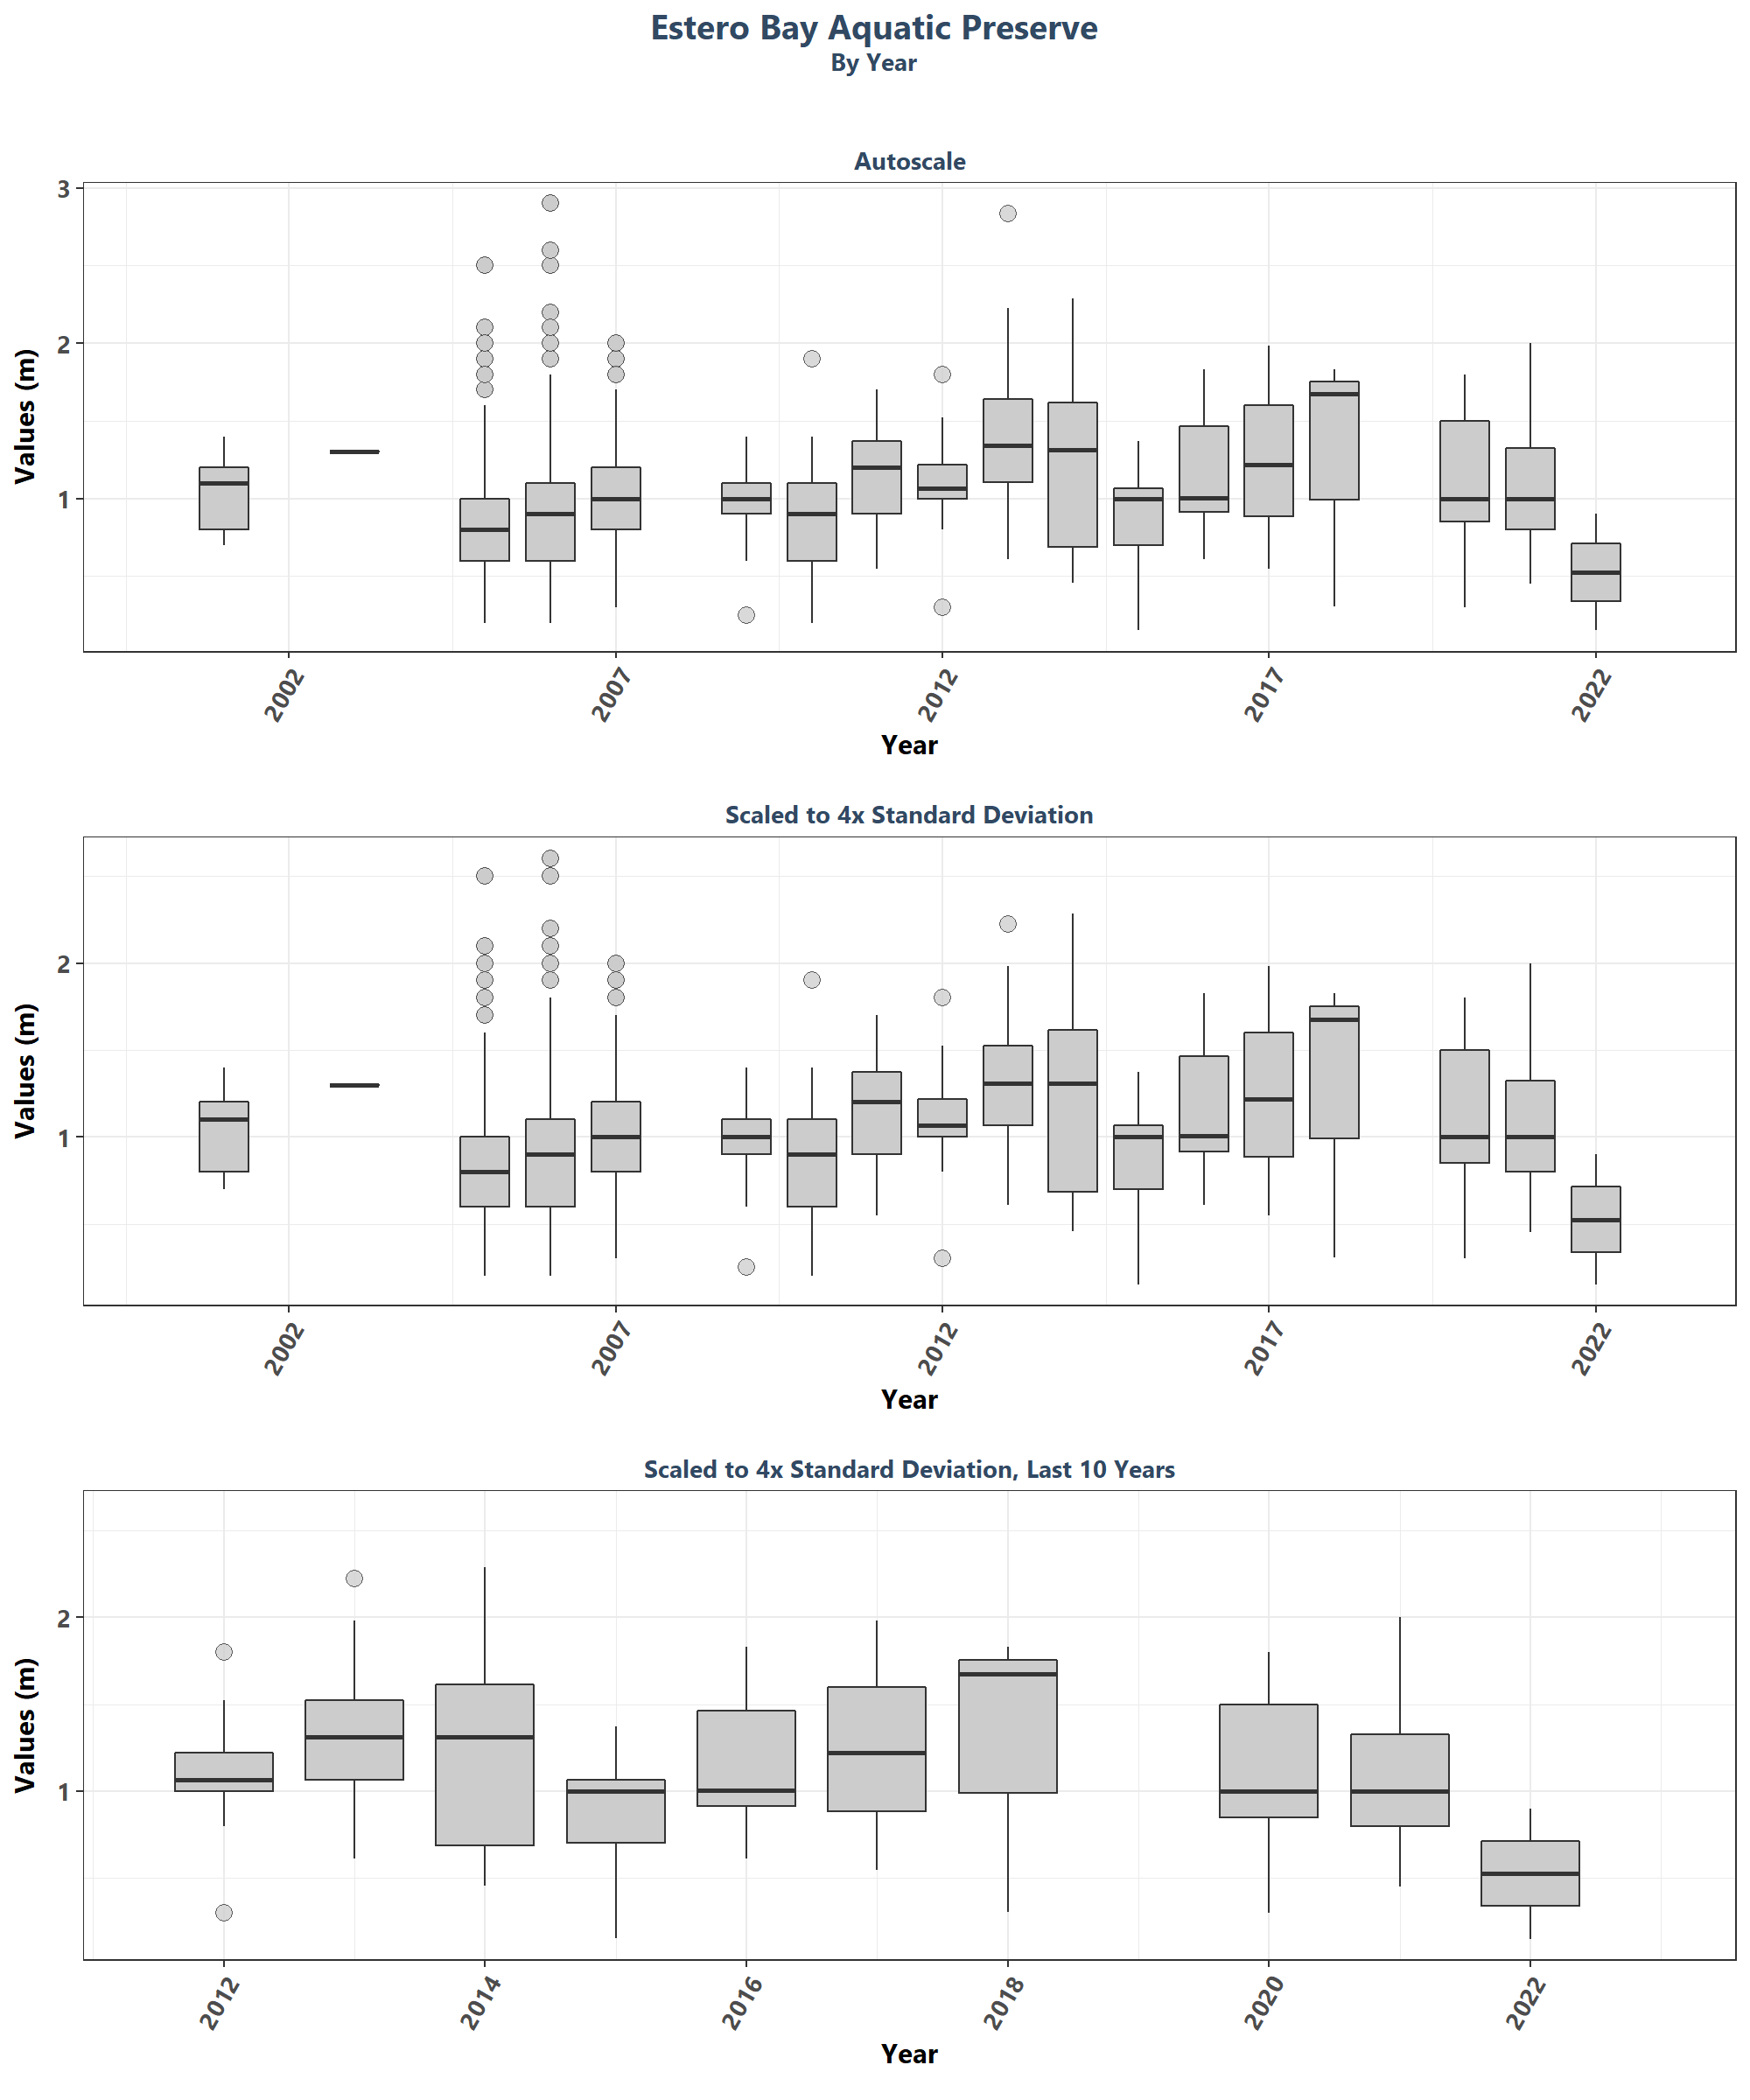 Estero Bay Aquatic Preserve
By Year
Autoscale
Values (m)
3
2
1
2002 2007 2012 2017 2022
Year
Scaled to 4x Standard Deviation
Values (m)
2
1
2002 2007 2012 2017 2022
Year
Scaled to 4x Standard Deviation, Last 10 Years
Values (m)
2
1
2012 2014 2016 2018 2020 2022
Year